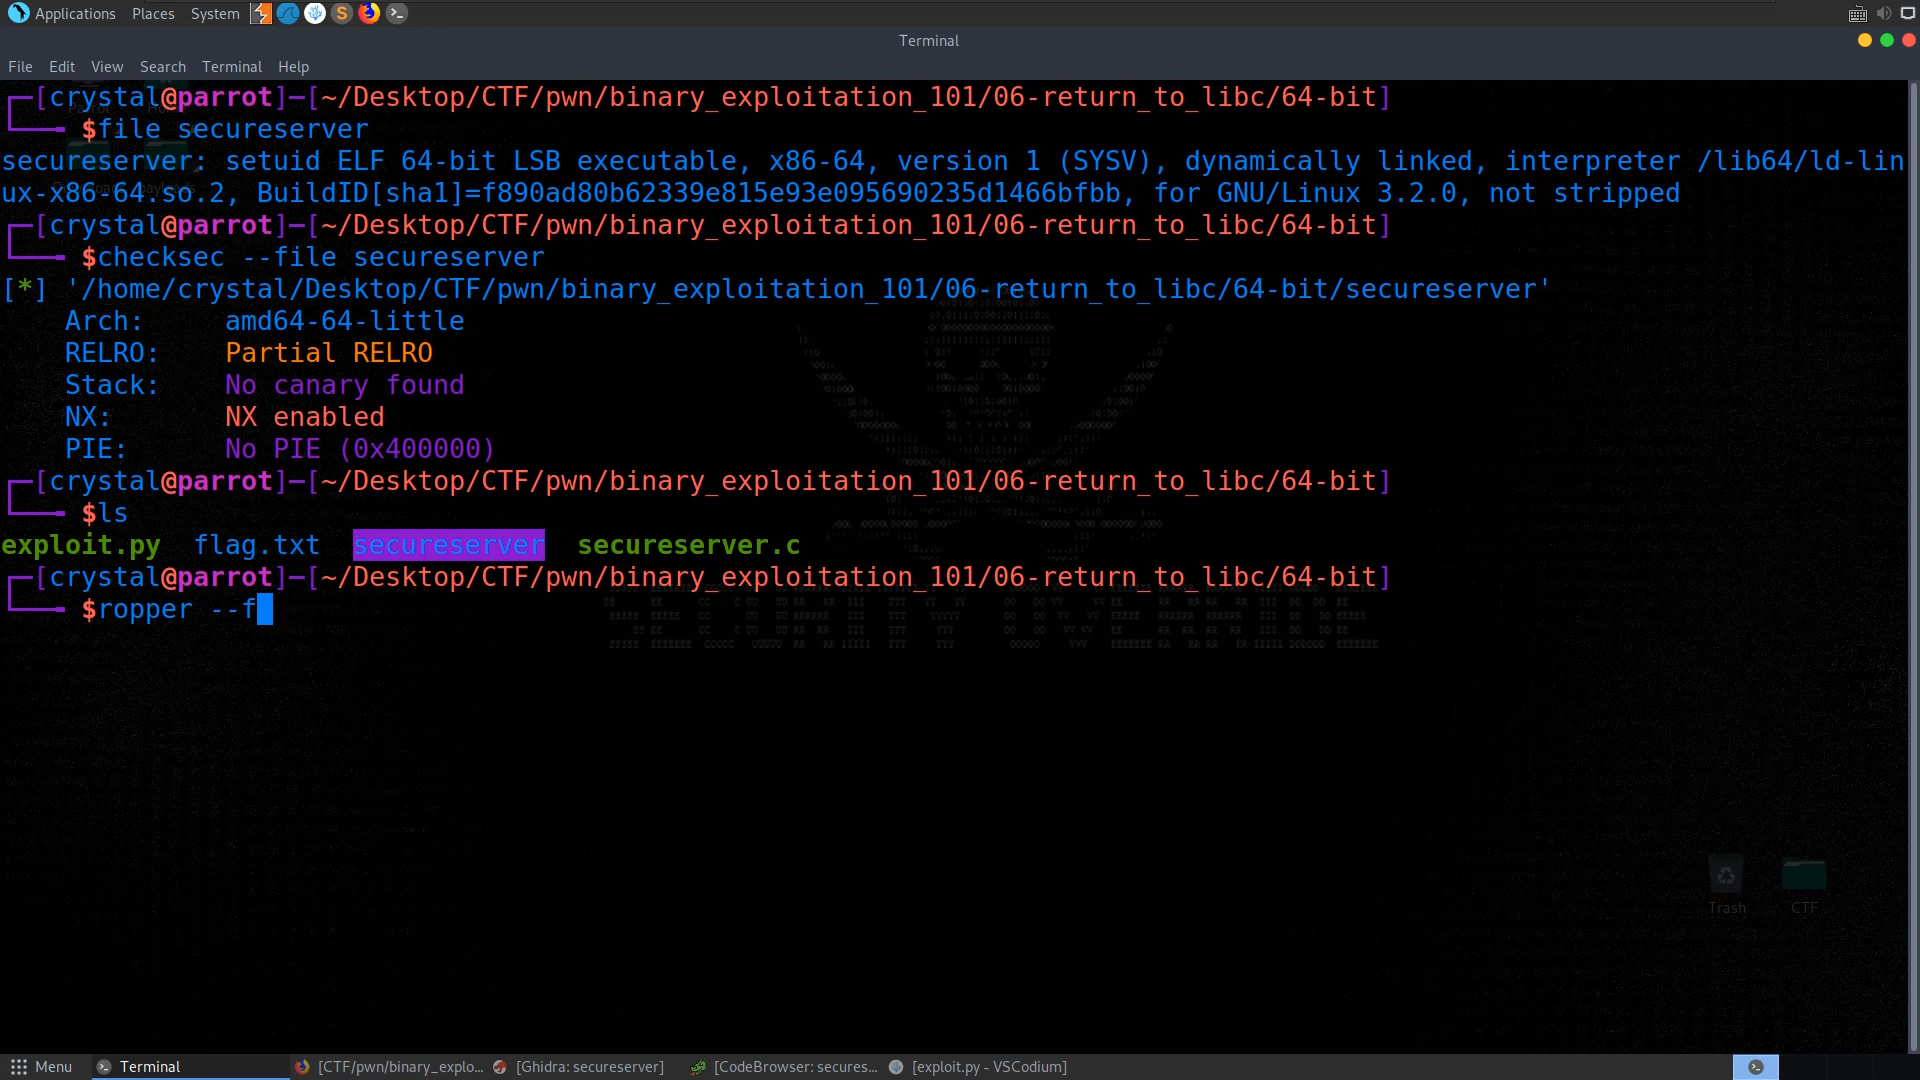 Applications Places System
Terminal
File Edit View Search Terminal Help
┌─[crystal@parrot]─[~/Desktop/CTF/pwn/binary_exploitation_101/06-return_to_libc/64-bit]
└──╼ $file secureserver
secureserver: setuid ELF 64-bit LSB executable, x86-64, version 1 (SYSV), dynamically linked, interpreter /lib64/ld-lin
ux-x86-64.so.2, BuildID[sha1]=f890ad80b62339e815e93e095690235d1466bfbb, for GNU/Linux 3.2.0, not stripped
┌─[crystal@parrot]─[~/Desktop/CTF/pwn/binary_exploitation_101/06-return_to_libc/64-bit]
└──╼ $checksec --file secureserver
[*] '/home/crystal/Desktop/CTF/pwn/binary_exploitation_101/06-return_to_libc/64-bit/secureserver'
Arch: amd64-64-little
RELRO: Partial RELRO
Stack: No canary found
NX: NX enabled
PIE: No PIE (0x400000)
┌─[crystal@parrot]─[~/Desktop/CTF/pwn/binary_exploitation_101/06-return_to_libc/64-bit]
└──╼ $ls
exploit.py flag.txt secureserver secureserver.c
┌─[crystal@parrot]─[~/Desktop/CTF/pwn/binary_exploitation_101/06-return_to_libc/64-bit]
└──╼ $ropper --f
Trash CTF
Menu Terminal [CTF/pwn/binary_explo... [Ghidra: secureserver] [CodeBrowser: secures... [exploit.py - VSCodium]